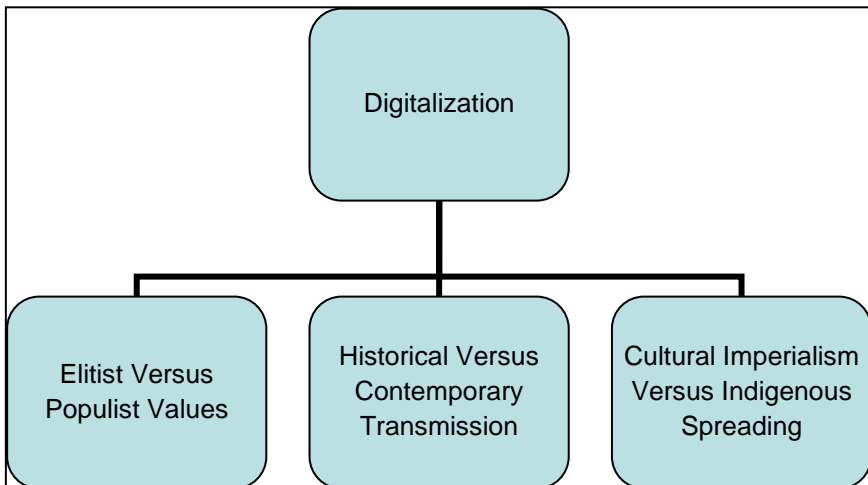 Digitalization
Elitist Versus
Populist Values
Historical Versus
Contemporary
Transmission
Cultural Imperialism
Versus Indigenous
Spreading